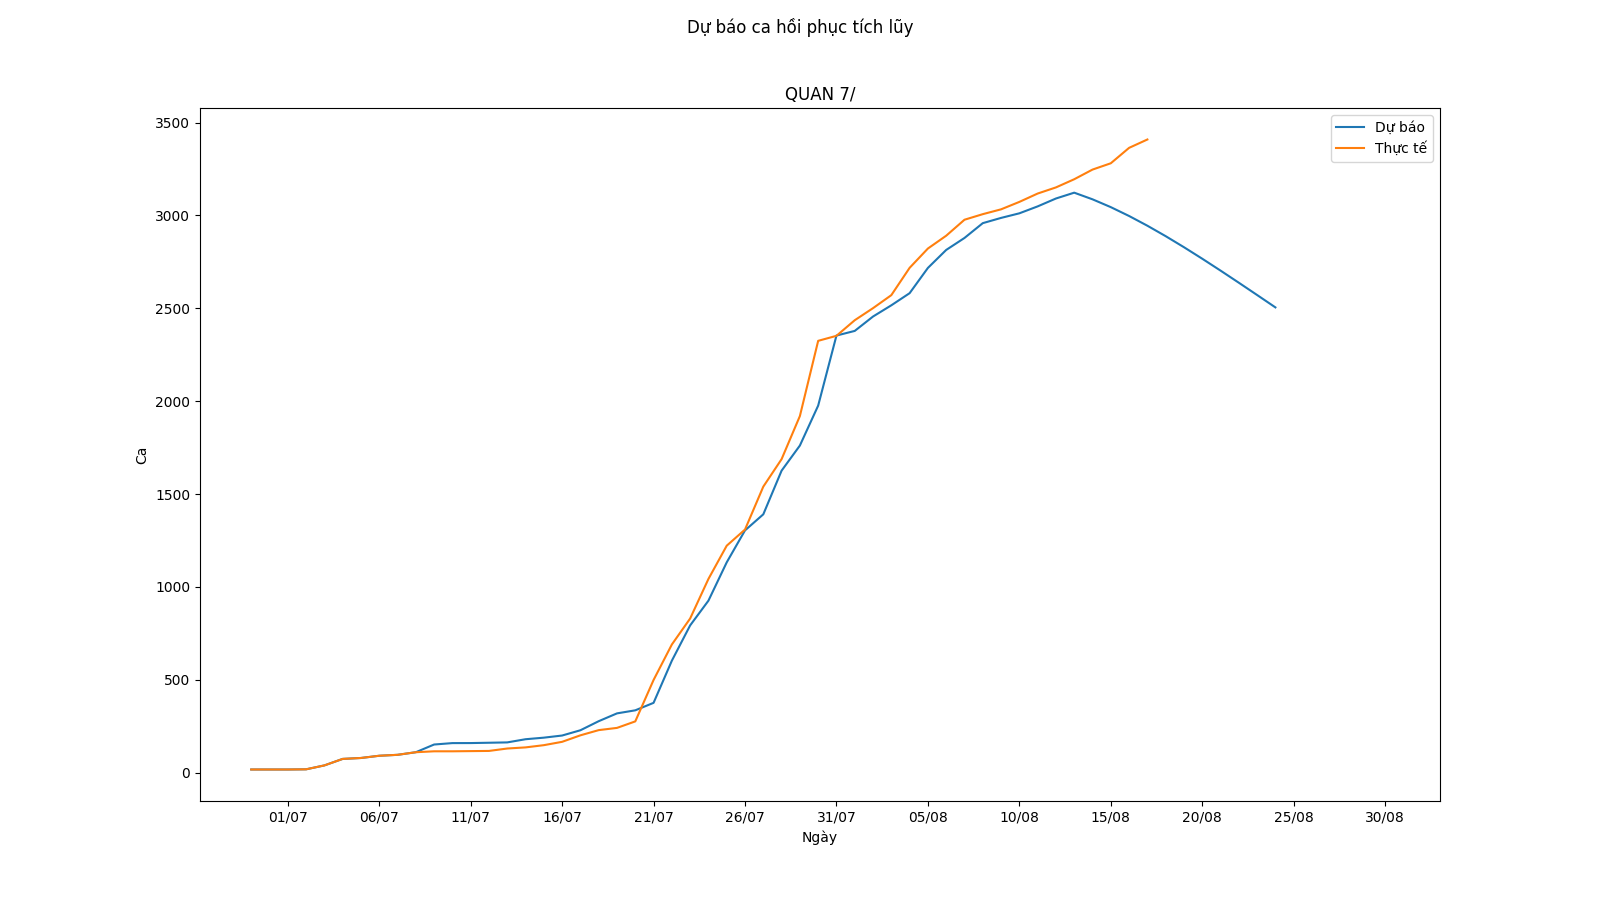 Dự báo ca hồi phục tích lũy
QUAN 7/
Dự báo
Thực tế
3500
3000
2500
2000
1500
1000
500
0
Ca
01/07 06/07 11/07 16/07 21/07 26/07 31/07 05/08 10/08 15/08 20/08 25/08 30/08
Ngày